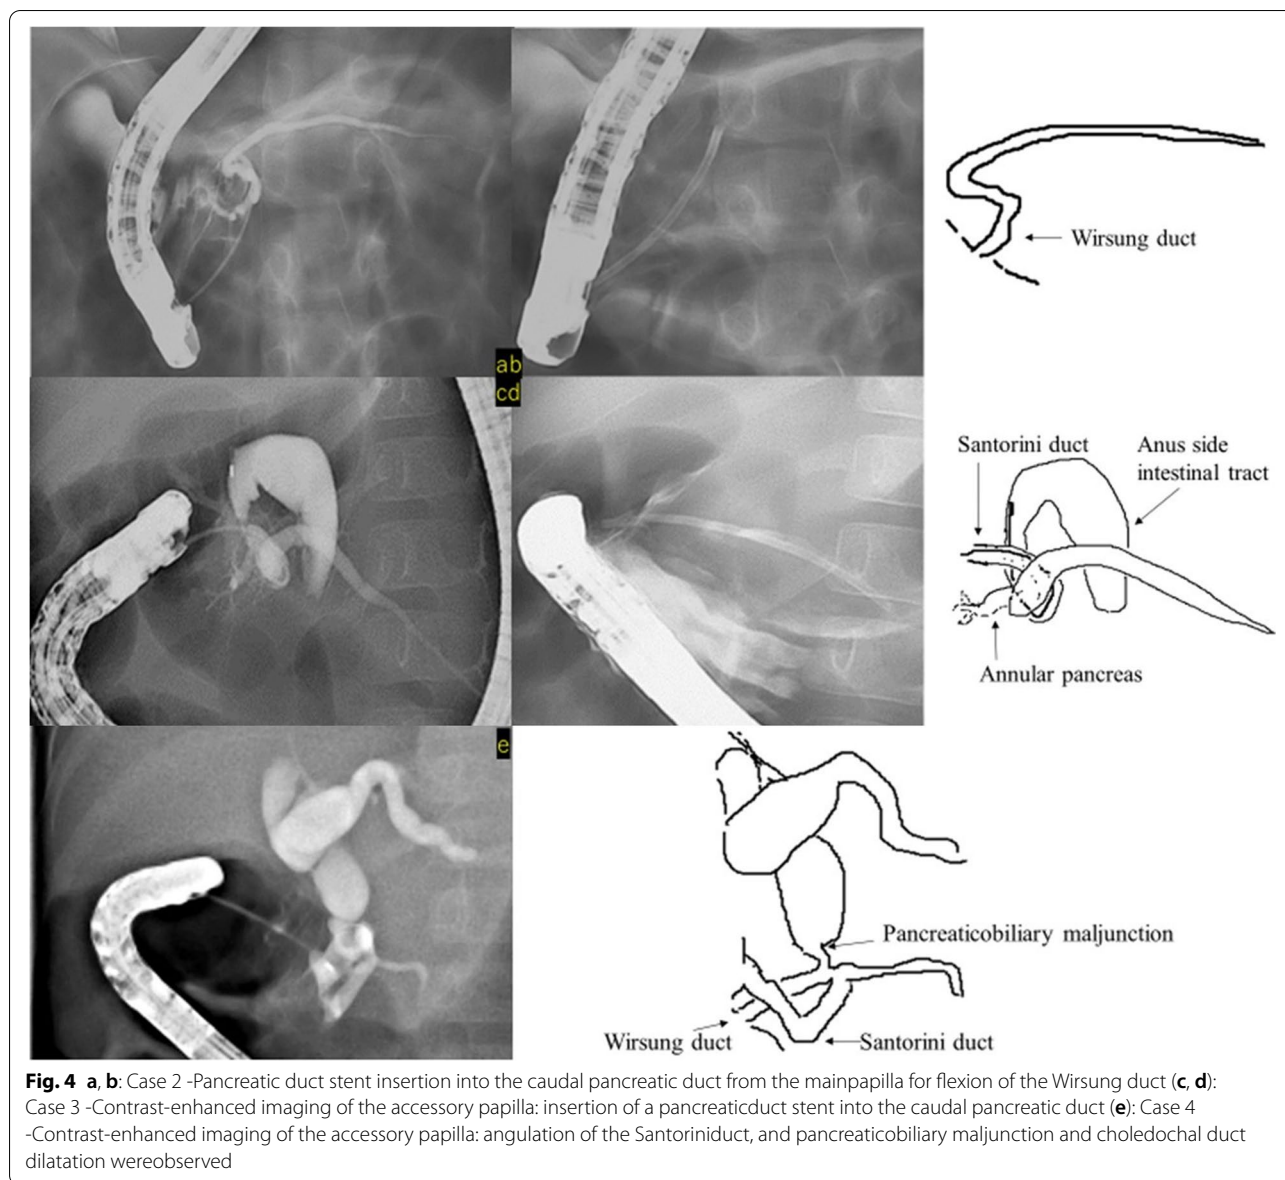 Wirsung duct
ab
cd
Santorini duct
Anus side
intestinal tract
Annular pancreas
e
Pancreaticobiliary maljunction
Wirsung duct
Santorini duct
Fig. 4 a, b: Case 2 -Pancreatic duct stent insertion into the caudal pancreatic duct from the mainpapilla for flexion of the Wirsung duct (c, d):
Case 3 -Contrast-enhanced imaging of the accessory papilla: insertion of a pancreaticduct stent into the caudal pancreatic duct (e): Case 4
-Contrast-enhanced imaging of the accessory papilla: angulation of the Santoriniduct, and pancreaticobiliary maljunction and choledochal duct
dilatation wereobserved